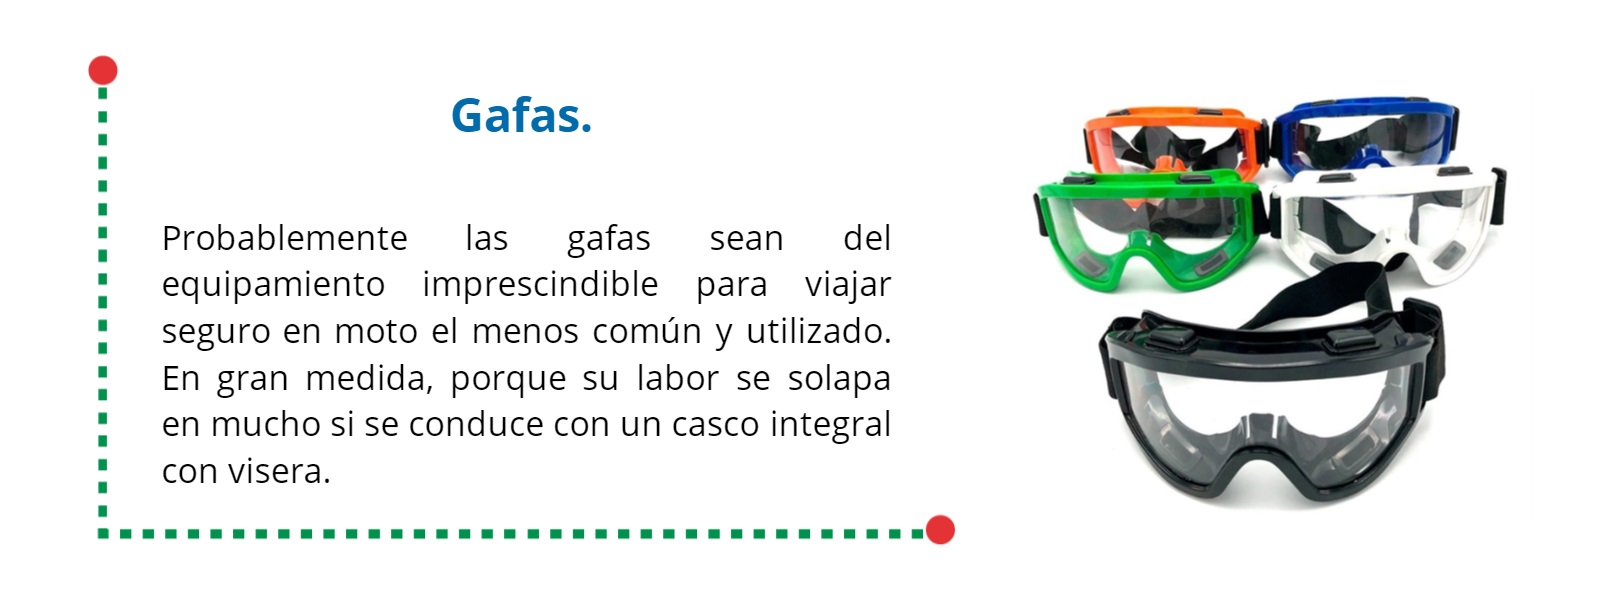 Gafas.
Probablemente las gafas sean del
equipamiento imprescindible para viajar
seguro en moto el menos común y utilizado.
En gran medida, porque su labor se solapa
en mucho si se conduce con un casco integral
con visera.